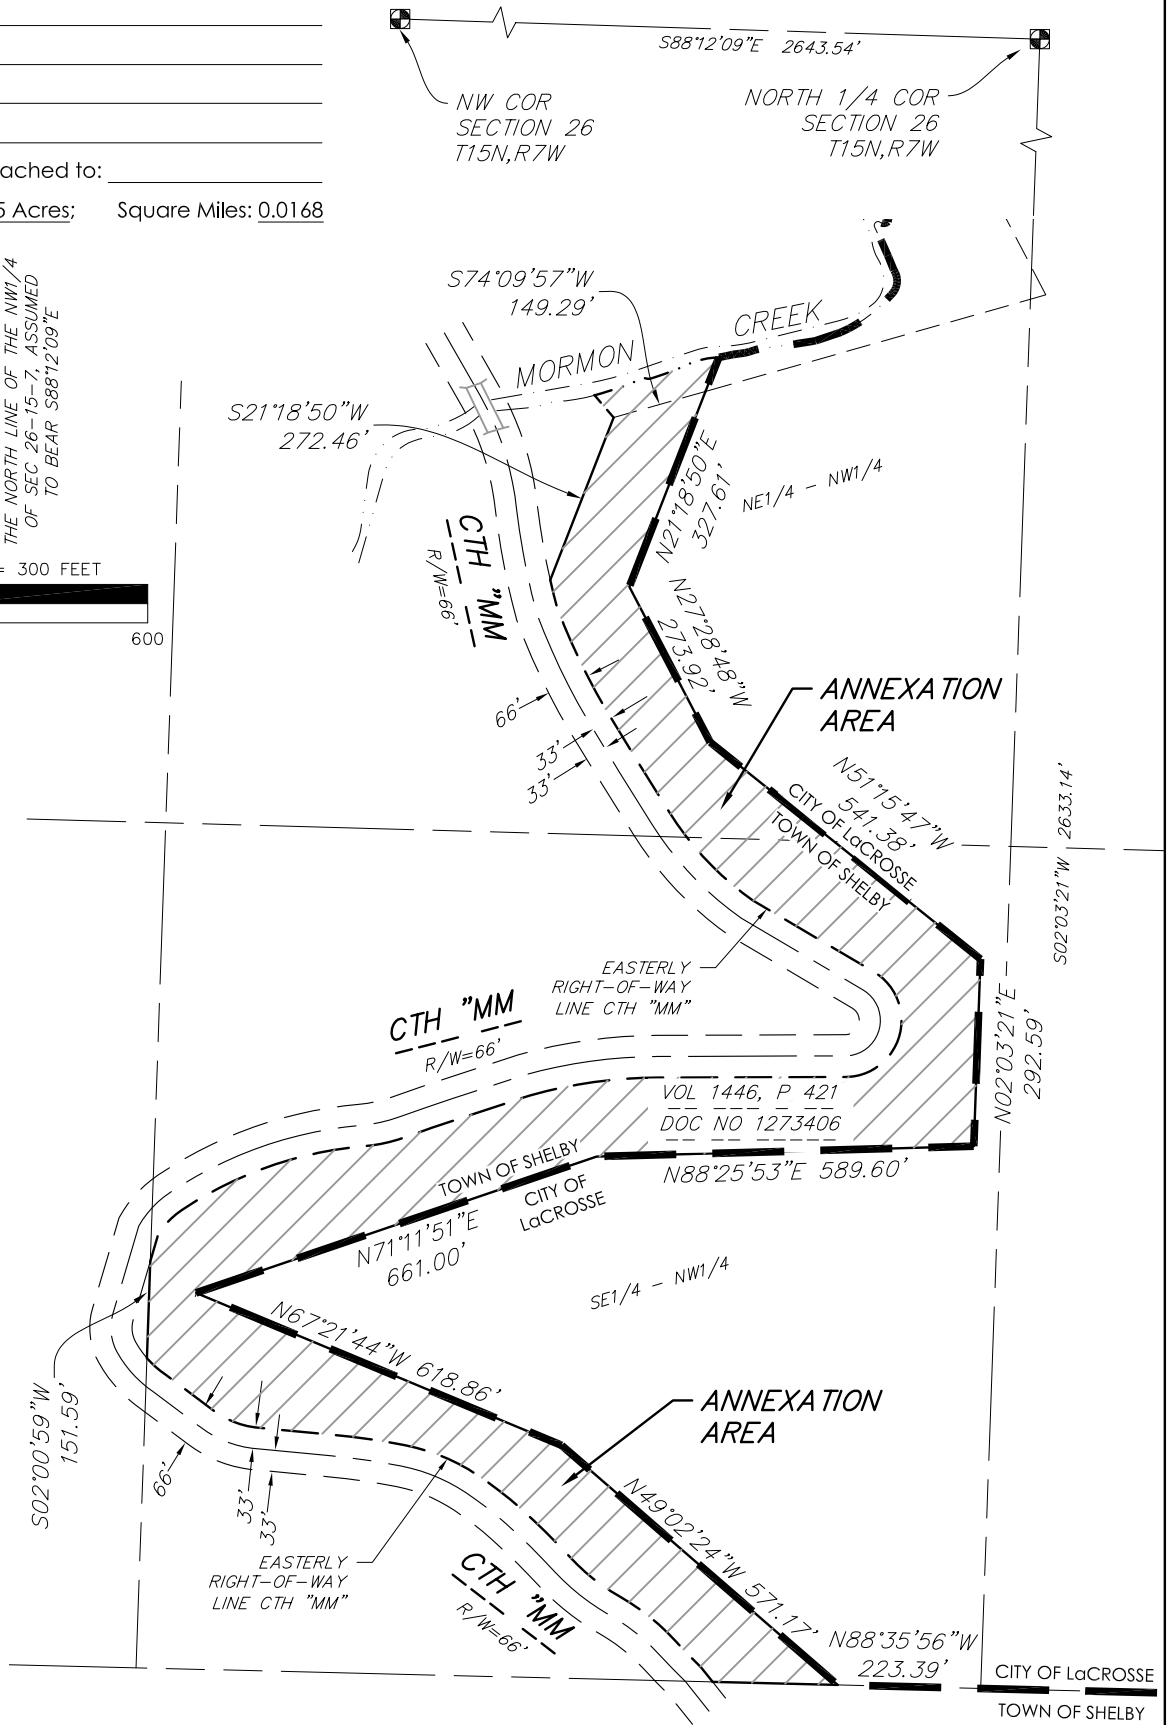 S88°12'09"E 2643.54'
NW COR
SECTION 26
T15N,R7W
NORTH 1/4 COR
SECTION 26
T15N,R7W
ached to:
5 Acres; Square Miles: 0.0168
THE NORTH LINE OF THE NW1/4
OF SEC 26-15-7, ASSUMED
TO BEAR S88°12'09"E
= 300 FEET
600
S74°09'57"W
149.29'
MORMON CREEK
S21°18'50"W
272.46'
N21°18'50"E
327.61'
NE1/4 - NW1/4
CTH "MM
R/W=66'
N27°28'48"W
273.92'
66'
33'
33'
ANNEXATION
AREA
N51°15'47"W
541.38'
CITY OF LaCROSSE
TOWN OF SHELBY
S02°03'21"W 2633.14'
EASTERLY
RIGHT-OF-WAY
LINE CTH "MM"
CTH "MM
R/W=66'
N02°03'21"E
292.59'
VOL 1446, P 421
DOC NO 1273406
N88°25'53"E 589.60'
TOWN OF SHELBY
CITY OF
LaCROSSE
N71°11'51"E
661.00'
SE1/4 - NW1/4
N67°21'44"W 618.86'
S02°00'59"W
151.59'
ANNEXATION
AREA
66'
33'
33'
N49°02'24"W 571.17'
EASTERLY
RIGHT-OF-WAY
LINE CTH "MM"
CTH "MM
R/W=66'
N88°35'56"W
223.39'
CITY OF LaCROSSE
TOWN OF SHELBY